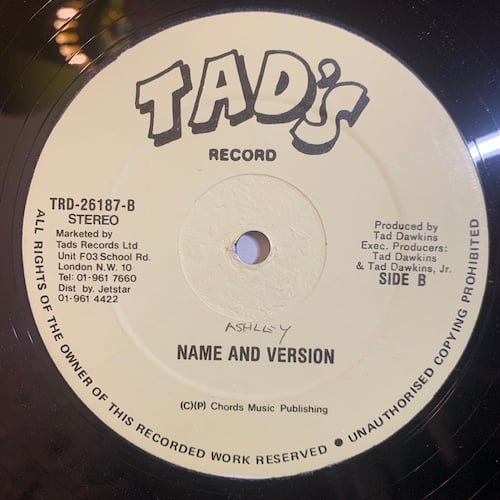 TAD's
RECORD
TRD-26187-B
STEREO
Marketed by
Tads Records Ltd
Unit F03 School Rd.
London N.W. 10
Tel: 01-961 7660
Dist by. Jetstar
01-961 4422
Produced by
Tad Dawkins
Exec. Producers:
Tad Dawkins
& Tad Dawkins, Jr.
SIDE B
ASHLEY
NAME AND VERSION
(C)(P) Chords Music Publishing
ALL RIGHTS OF THE OWNER OF THIS RECORDED WORK RESERVED ● UNAUTHORISED COPYING PROHIBITED